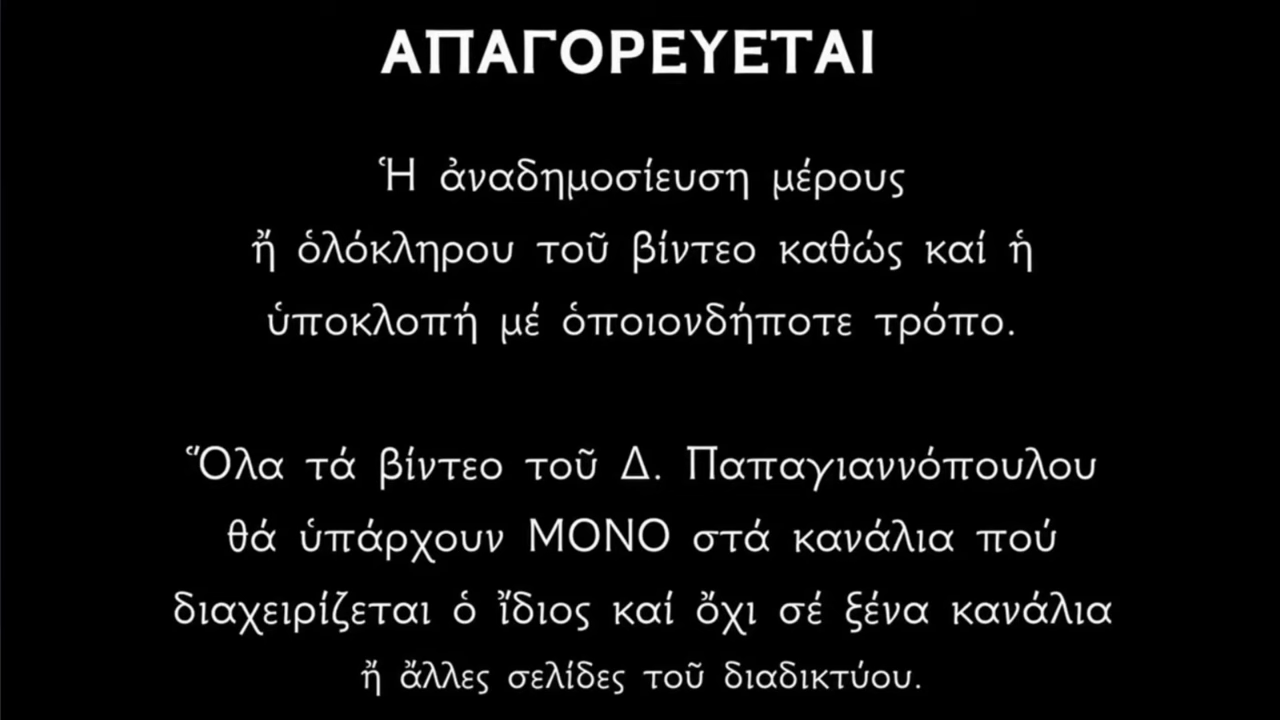 ΑΠΑΓΟΡΕΥΕΤΑΙ
Ἡ ἀναδημοσίευση μέρους
ἤ ὁλόκληρου τοῦ βίντεο καθώς καί ἡ
ὑποκλοπή μέ ὁποιονδήποτε τρόπο.
Ὅλα τά βίντεο τοῦ Δ. Παπαγιαννόπουλου
θά ὑπάρχουν ΜΟΝΟ στά κανάλια πού
διαχειρίζεται ὁ ἴδιος καί ὄχι σέ ξένα κανάλια
ἤ ἄλλες σελίδες τοῦ διαδικτύου.